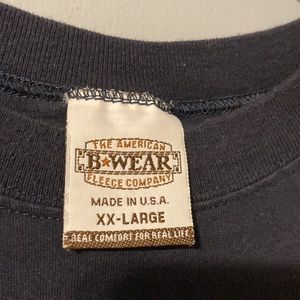 THE AMERICAN
B★WEAR
FLEECE COMPANY
MADE IN U.S.A.
XX-LARGE
REAL COMFORT FOR REAL LIFE